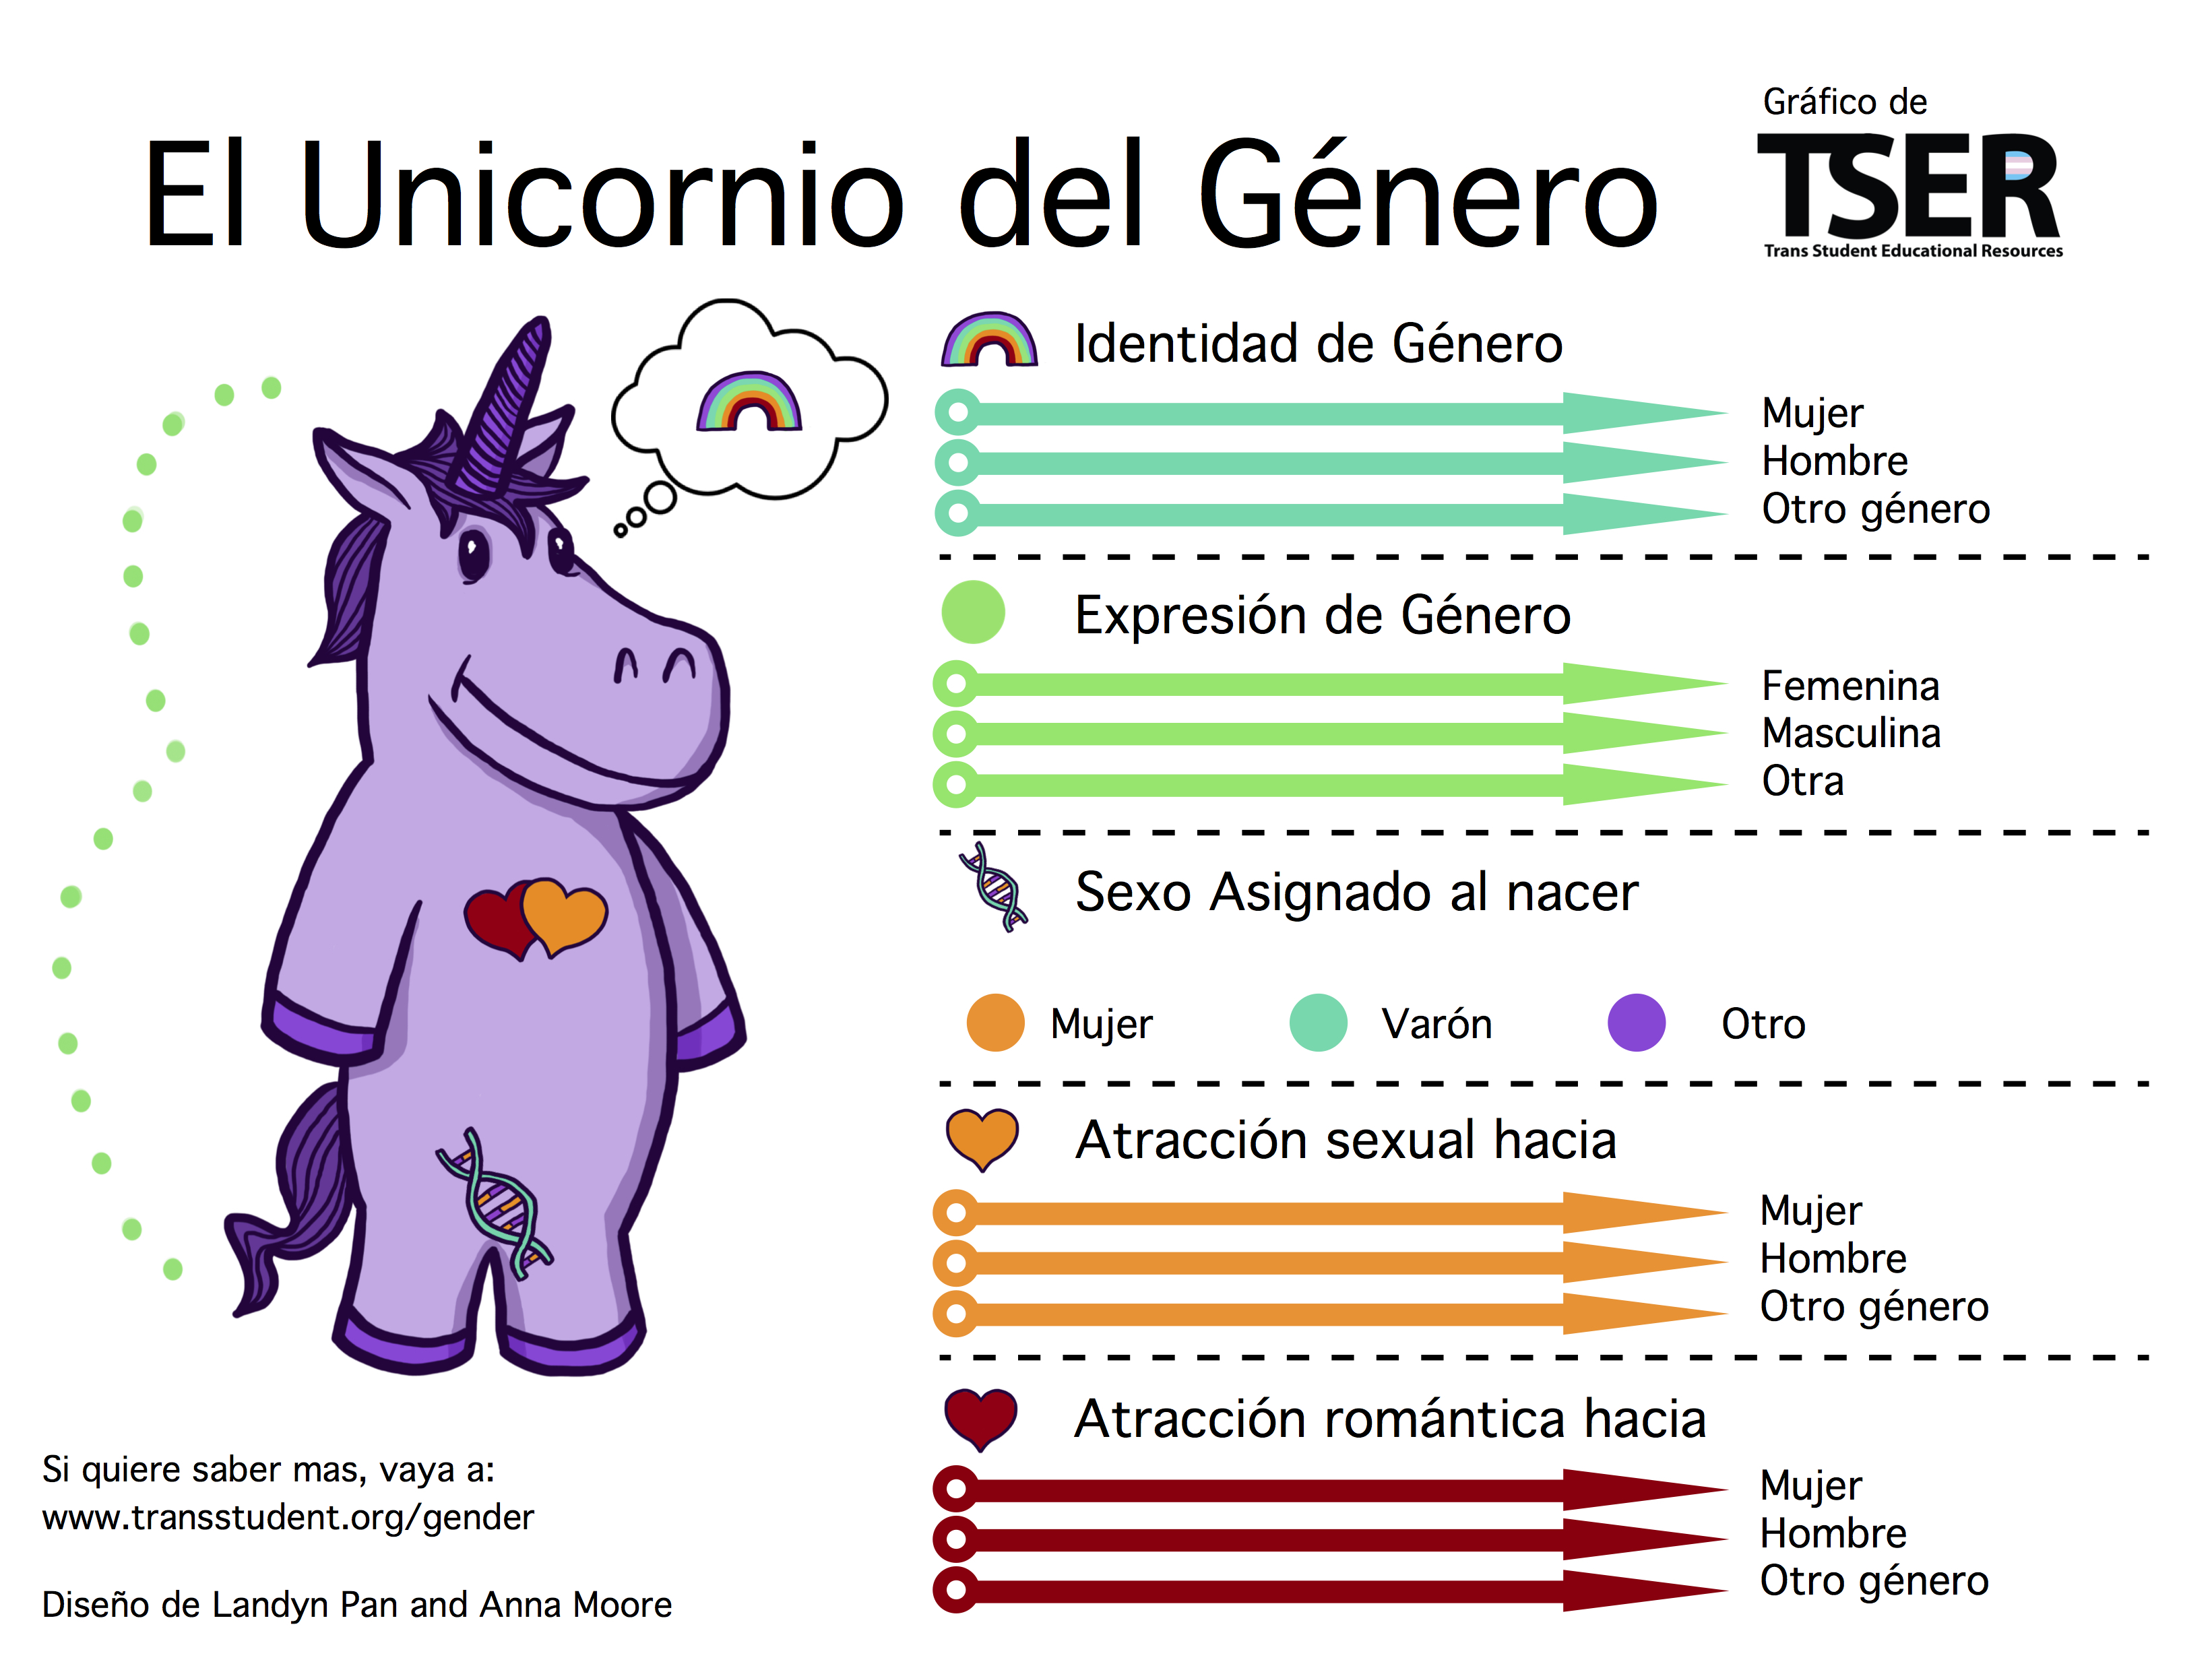 Gráfico de
El Unicornio del Género
TSER
Trans Student Educational Resources
Identidad de Género
Mujer
Hombre
Otro género
Expresión de Género
Femenina
Masculina
Otra
Sexo Asignado al nacer
Mujer Varón Otro
Atracción sexual hacia
Mujer
Hombre
Otro género
Atracción romántica hacia
Mujer
Hombre
Otro género
Si quiere saber mas, vaya a:
www.transstudent.org/gender
Diseño de Landyn Pan and Anna Moore